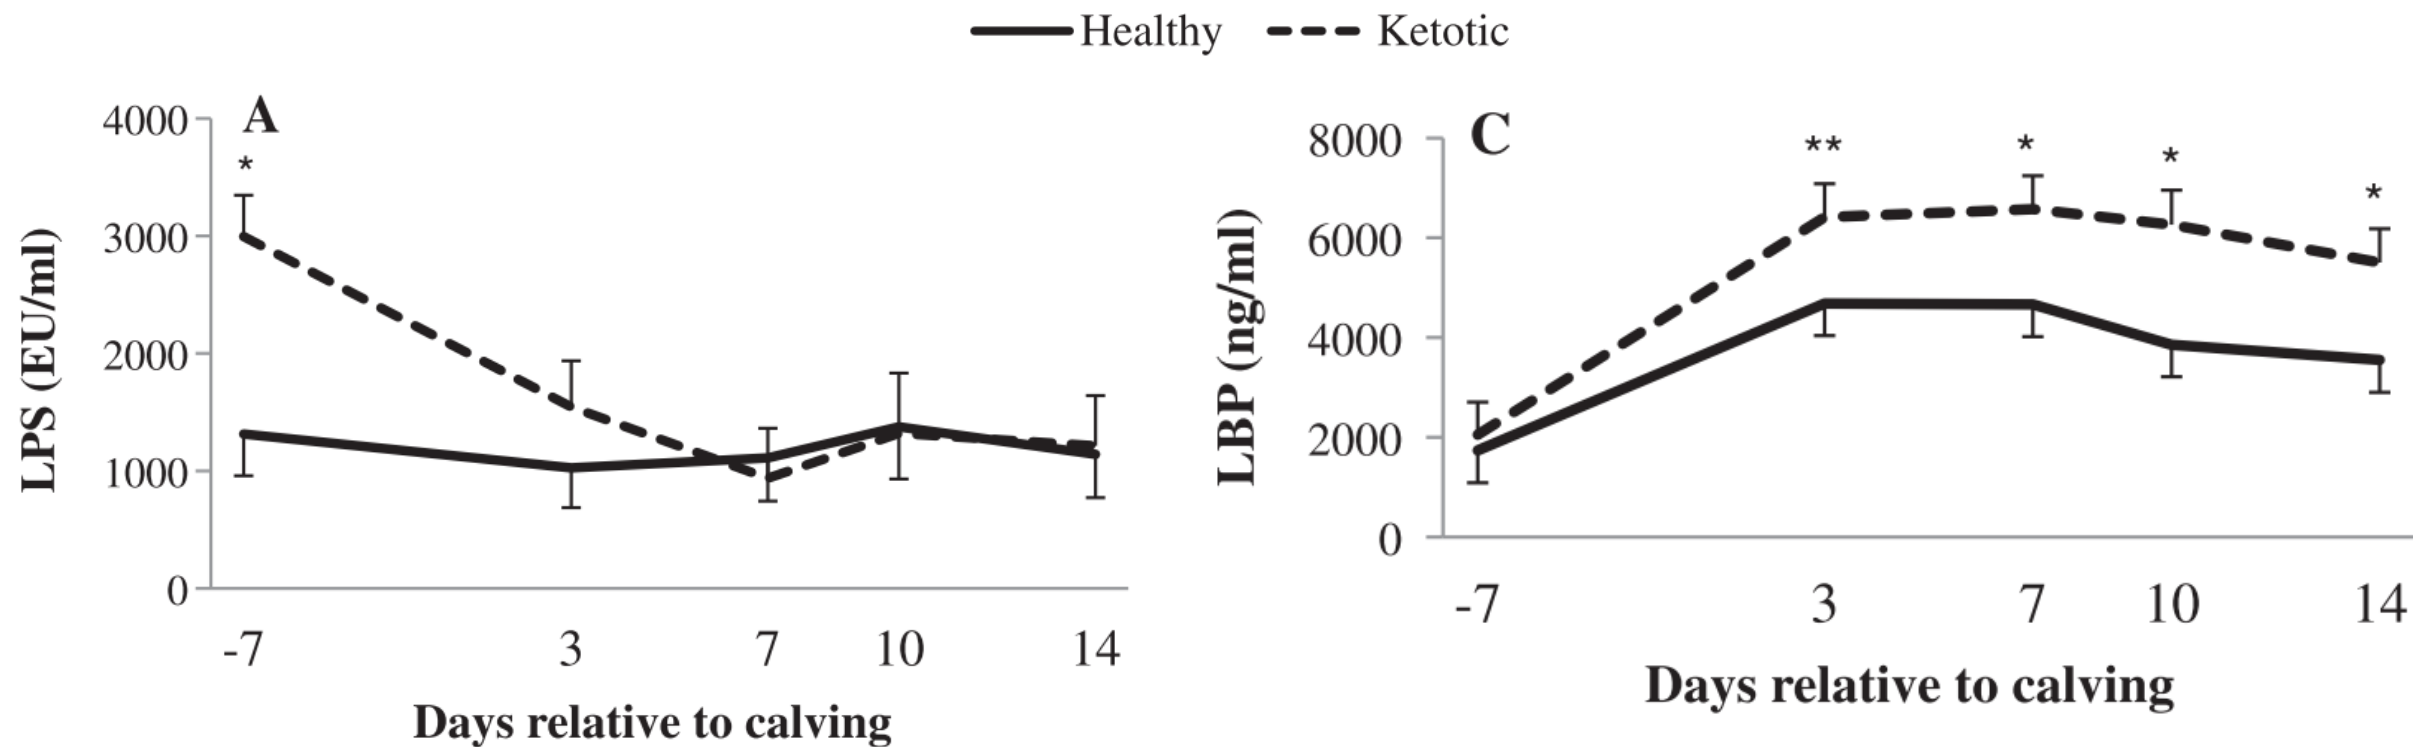 Healthy Ketotic
A
4000
*
3000
2000
1000
0
LPS (EU/ml)
-7 3 7 10 14
Days relative to calving
C
8000
** * * *
6000
4000
2000
0
LBP (ng/ml)
-7 3 7 10 14
Days relative to calving